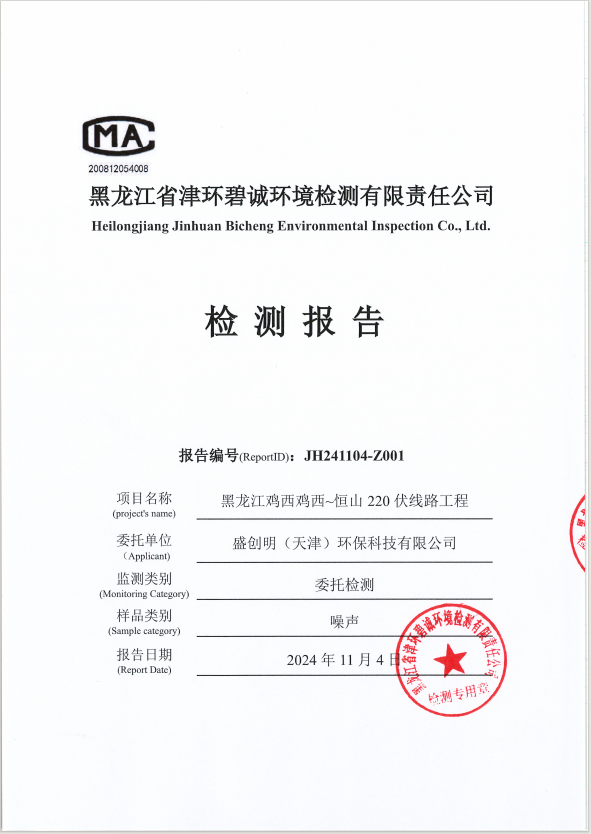 MA
200812054008
黑龙江省津环碧诚环境检测有限责任公司
Heilongjiang Jinhuan Bicheng Environmental Inspection Co., Ltd.
检 测 报 告
报告编号(ReportID)：JH241104-Z001
项目名称 黑龙江鸡西鸡西~恒山 220 伏线路工程
(project's name)
委托单位 盛创明（天津）环保科技有限公司
（Applicant)
监测类别 委托检测
(Monitoring Category)
样品类别 噪声
(Sample category)
报告日期 2024 年 11 月 4 日
(Report Date)
黑龙江省津环碧诚环境检测有限责任公司
检测专用章